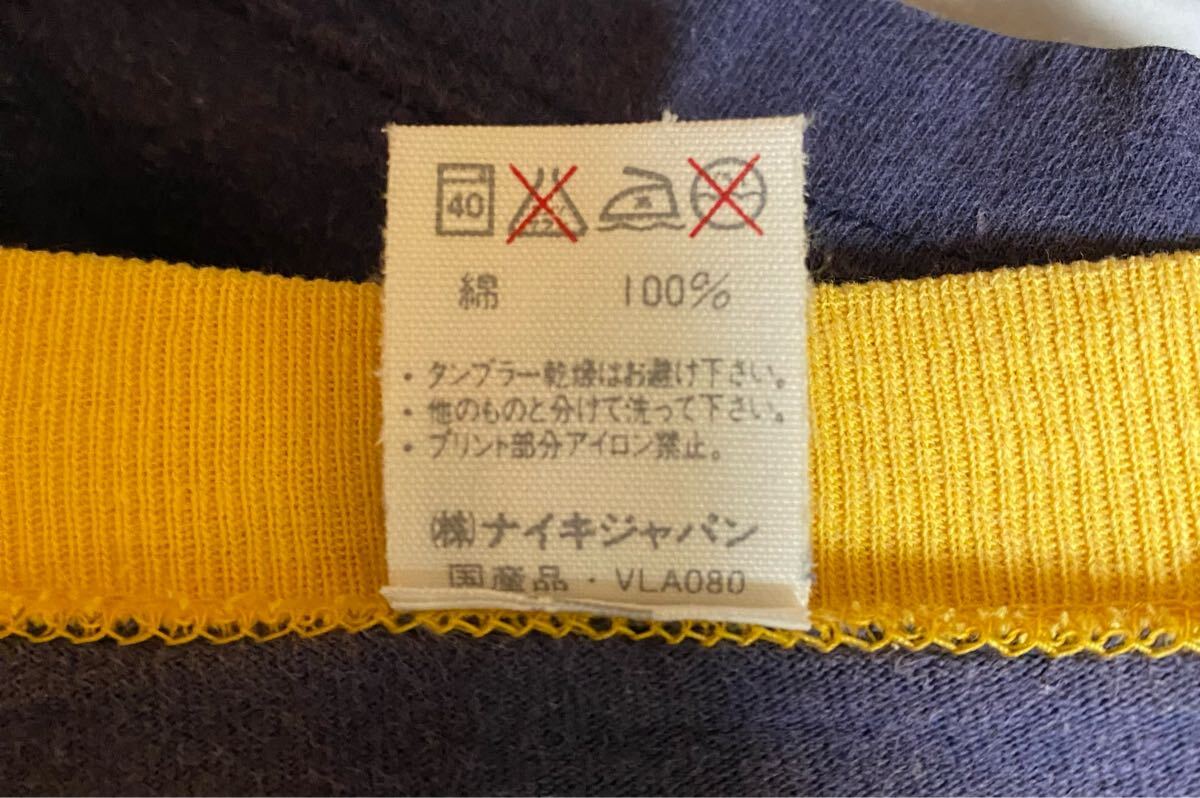 40
綿 100%
・タンブラー乾燥はお避け下さい。
・他のものと分けて洗って下さい。
・プリント部分アイロン禁止。
㈱ナイキジャパン
国産品・VLA080